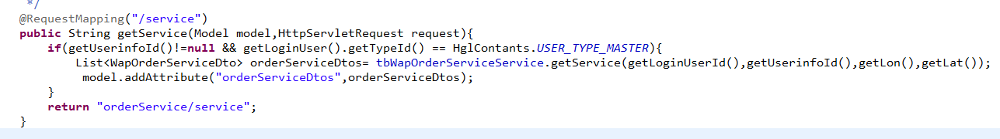 */
@RequestMapping("/service")
public String getService(Model model,HttpServletRequest request){
if(getUserinfoId()!=null && getLoginUser().getTypeId() == HglContants.USER_TYPE_MASTER){
List<WapOrderServiceDto> orderServiceDtos= tbWapOrderServiceService.getService(getLoginUserId(),getUserinfoId(),getLon(),getLat());
model.addAttribute("orderServiceDtos",orderServiceDtos);
}
return "orderService/service";
}